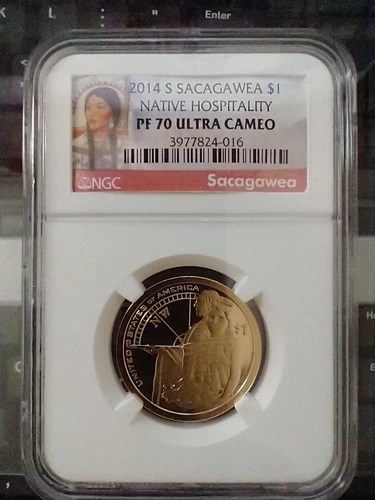 K L : " Enter
2014 S SACAGAWEA $1
NATIVE HOSPITALITY
PF 70 ULTRA CAMEO
3977824-016
NGC Sacagawea
UNITED STATES OF AMERICA
NW
$1